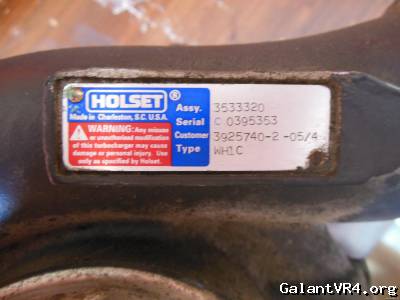 HOLSET®
Made in Charleston, S.C. U.S.A.
WARNING: Any misuse
or unauthorized modification
of this turbocharger may cause
damage or personal injury. Use
only as specified by Holset.
Assy. 3533320
Serial C.0395353
Customer 3925740-2-05/4
Type WH1C
GalantVR4.org